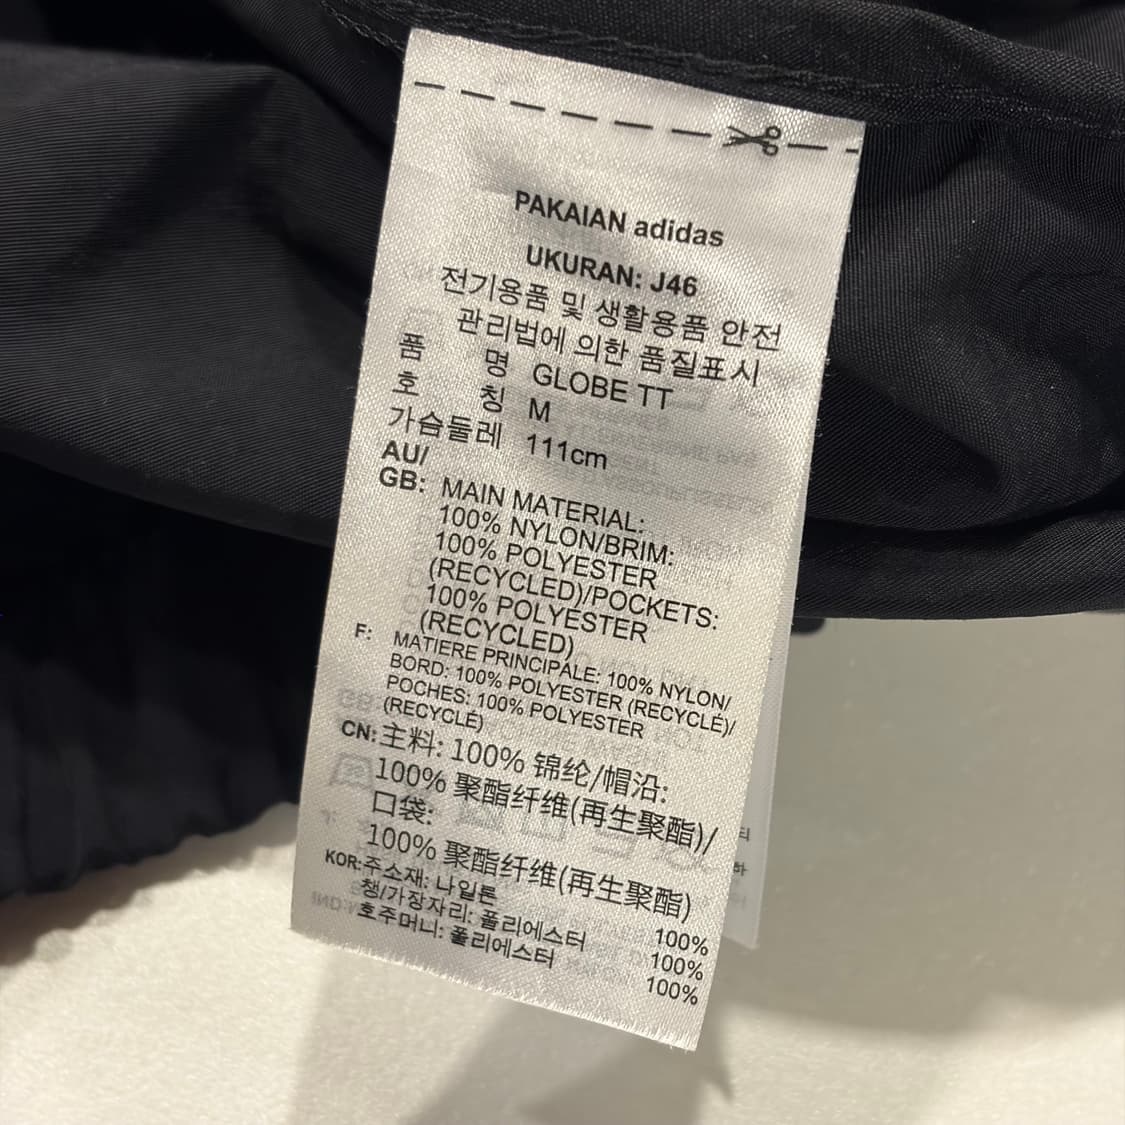 PAKAIAN adidas
UKURAN: J46
전기용품 및 생활용품 안전
관리법에 의한 품질표시
품 명 GLOBE TT
호 칭 M
가슴둘레 111cm
AU/
GB: MAIN MATERIAL:
100% NYLON/BRIM:
100% POLYESTER
(RECYCLED)/POCKETS:
100% POLYESTER
(RECYCLED)
F: MATIERE PRINCIPALE: 100% NYLON/
BORD: 100% POLYESTER (RECYCLÉ)/
POCHES: 100% POLYESTER
(RECYCLÉ)
CN: 主料: 100% 锦纶/帽沿:
100% 聚酯纤维(再生聚酯)/
口袋:
100% 聚酯纤维(再生聚酯)
KOR: 주소재: 나일론 100%
챙/가장자리: 폴리에스터 100%
호주머니: 폴리에스터 100%